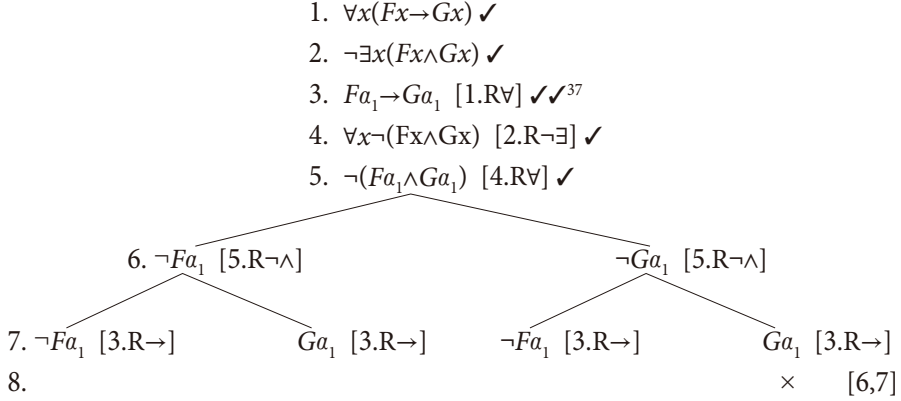 1. ∀x(Fx→Gx) ✓
2. ¬∃x(Fx∧Gx) ✓
3. Fa₁→Ga₁ [1.R∀] ✓✓³⁷
4. ∀x¬(Fx∧Gx) [2.R¬∃] ✓
5. ¬(Fa₁∧Ga₁) [4.R∀] ✓
6. ¬Fa₁ [5.R¬∧] ¬Ga₁ [5.R¬∧]
7. ¬Fa₁ [3.R→] Ga₁ [3.R→] ¬Fa₁ [3.R→] Ga₁ [3.R→]
8. × [6,7]